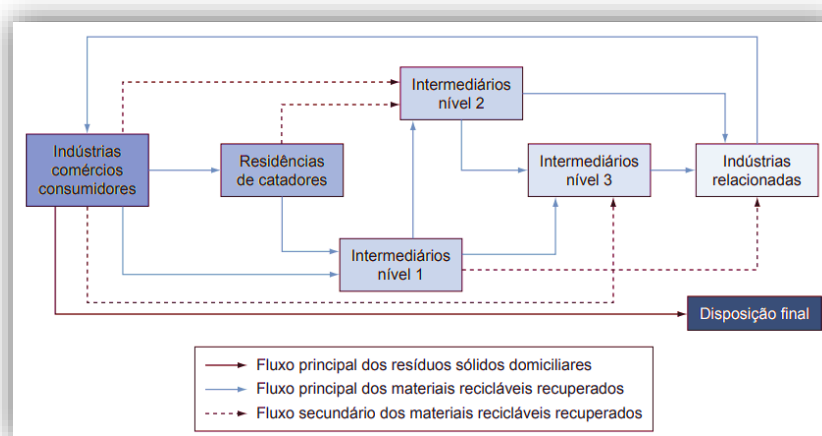 Intermediários
nível 2
Indústrias
comércios
consumidores
Residências
de catadores
Intermediários
nível 3
Indústrias
relacionadas
Intermediários
nível 1
Disposição final
Fluxo principal dos resíduos sólidos domiciliares
Fluxo principal dos materiais recicláveis recuperados
Fluxo secundário dos materiais recicláveis recuperados